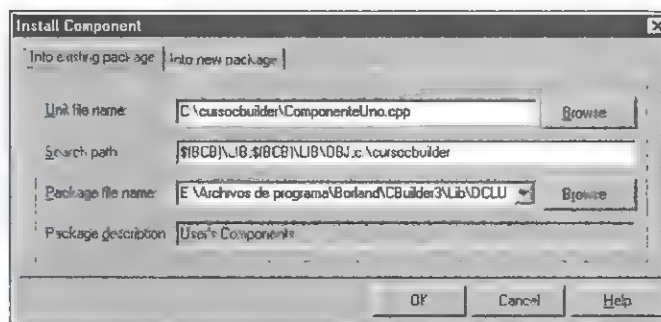 Install Component
Into existing package Into new package
Unit file name: C:\cursocbuilder\ComponenteUno.cpp Browse
Search path $(BCB)\LIB;$(BCB)\LIB\OBJ;c:\cursocbuilder
Package file name: E:\Archivos de programa\Borland\CBuilder3\Lib\DCLU Browse
Package description User's Components
OK Cancel Help